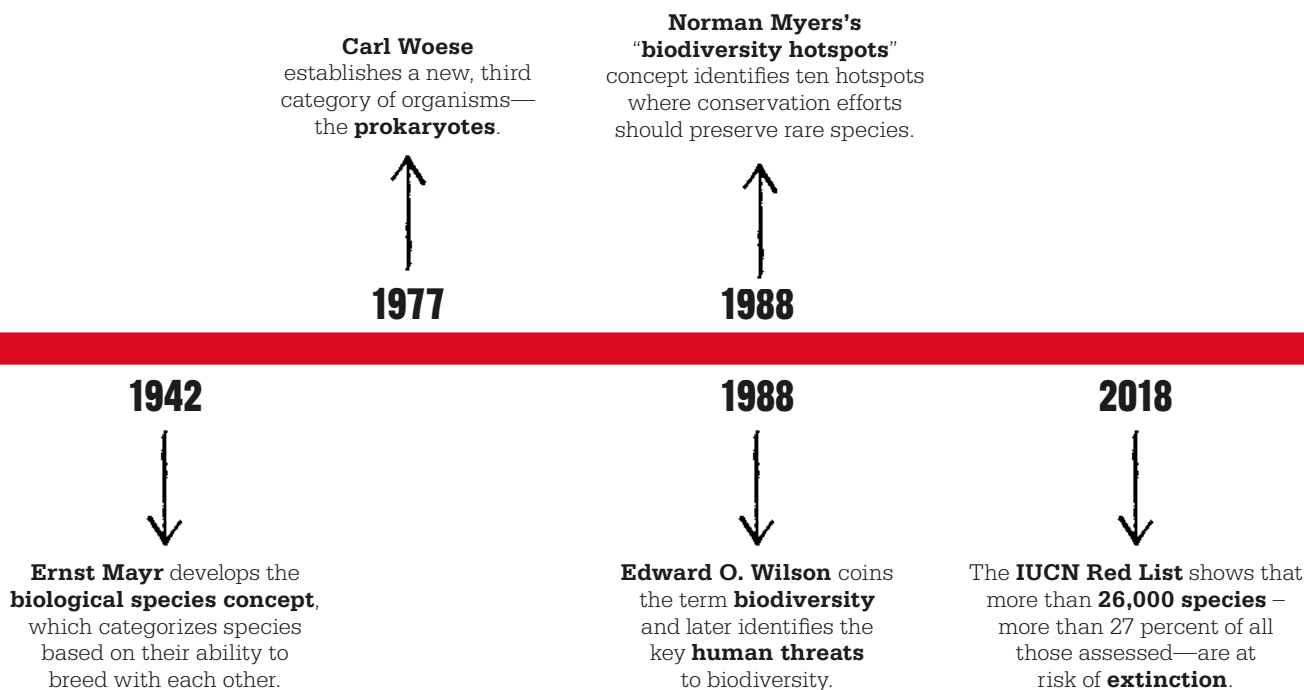 Carl Woese
establishes a new, third
category of organisms—
the prokaryotes.
Norman Myers’s
“biodiversity hotspots”
concept identifies ten hotspots
where conservation efforts
should preserve rare species.
1977
1988
1942
1988
2018
Ernst Mayr develops the
biological species concept,
which categorizes species
based on their ability to
breed with each other.
Edward O. Wilson coins
the term biodiversity
and later identifies the
key human threats
to biodiversity.
The IUCN Red List shows that
more than 26,000 species –
more than 27 percent of all
those assessed—are at
risk of extinction.